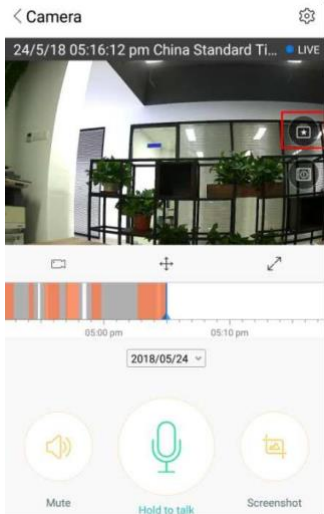 Camera
24/5/18 05:16:12 pm China Standard Ti... LIVE
05:00 pm 05:10 pm
2018/05/24
Mute Hold to talk Screenshot